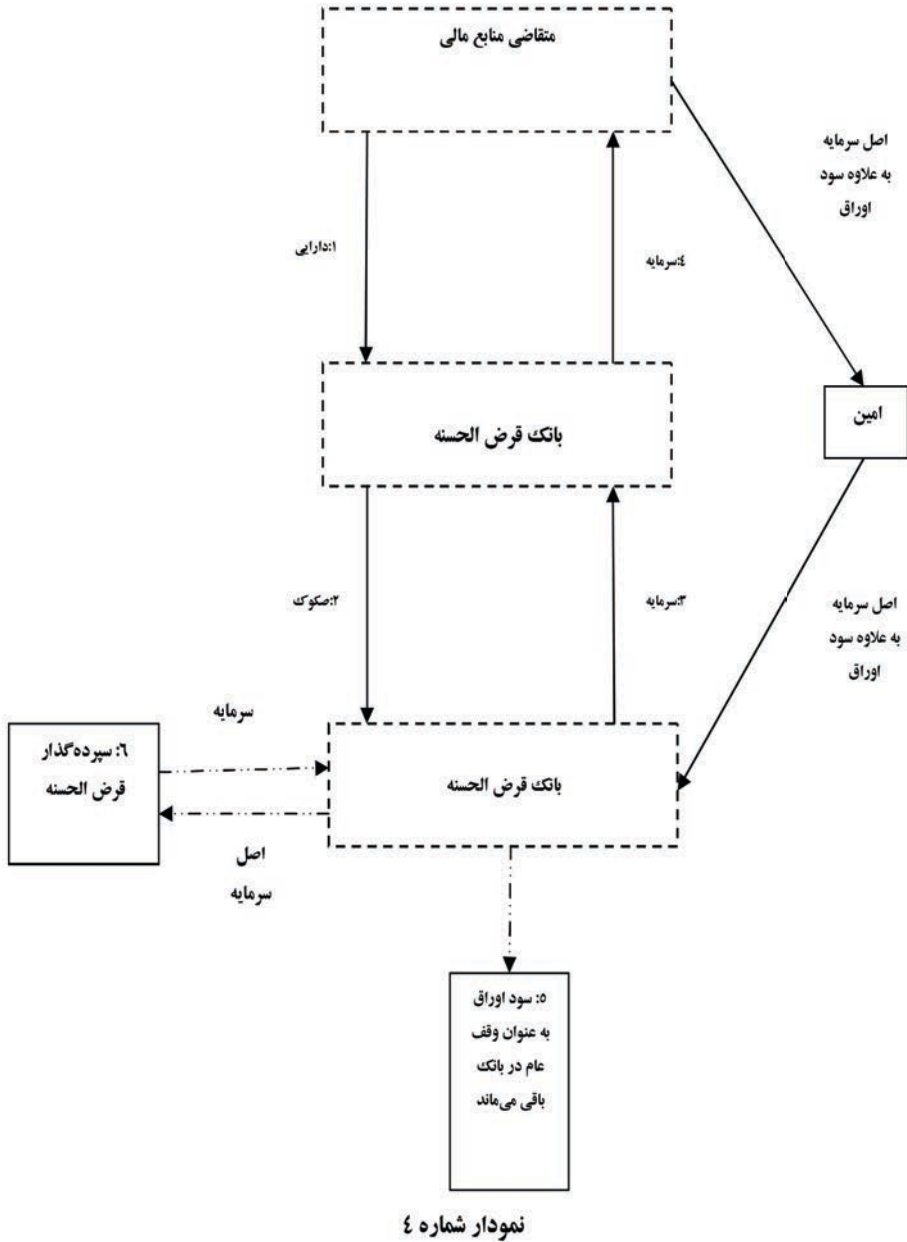 متقاضی منابع مالی
اصل سرمایه
به علاوه سود
اوراق
۱:دارایی
٤:سرمایه
امین
بانک قرض الحسنه
اصل سرمایه
به علاوه سود
اوراق
۲:صکوک
۳:سرمایه
سرمایه
٦: سپرده‌گذار
قرض الحسنه
بانک قرض الحسنه
اصل
سرمایه
٥: سود اوراق
به عنوان وقف
عام در بانک
باقی می‌ماند
نمودار شماره ٤